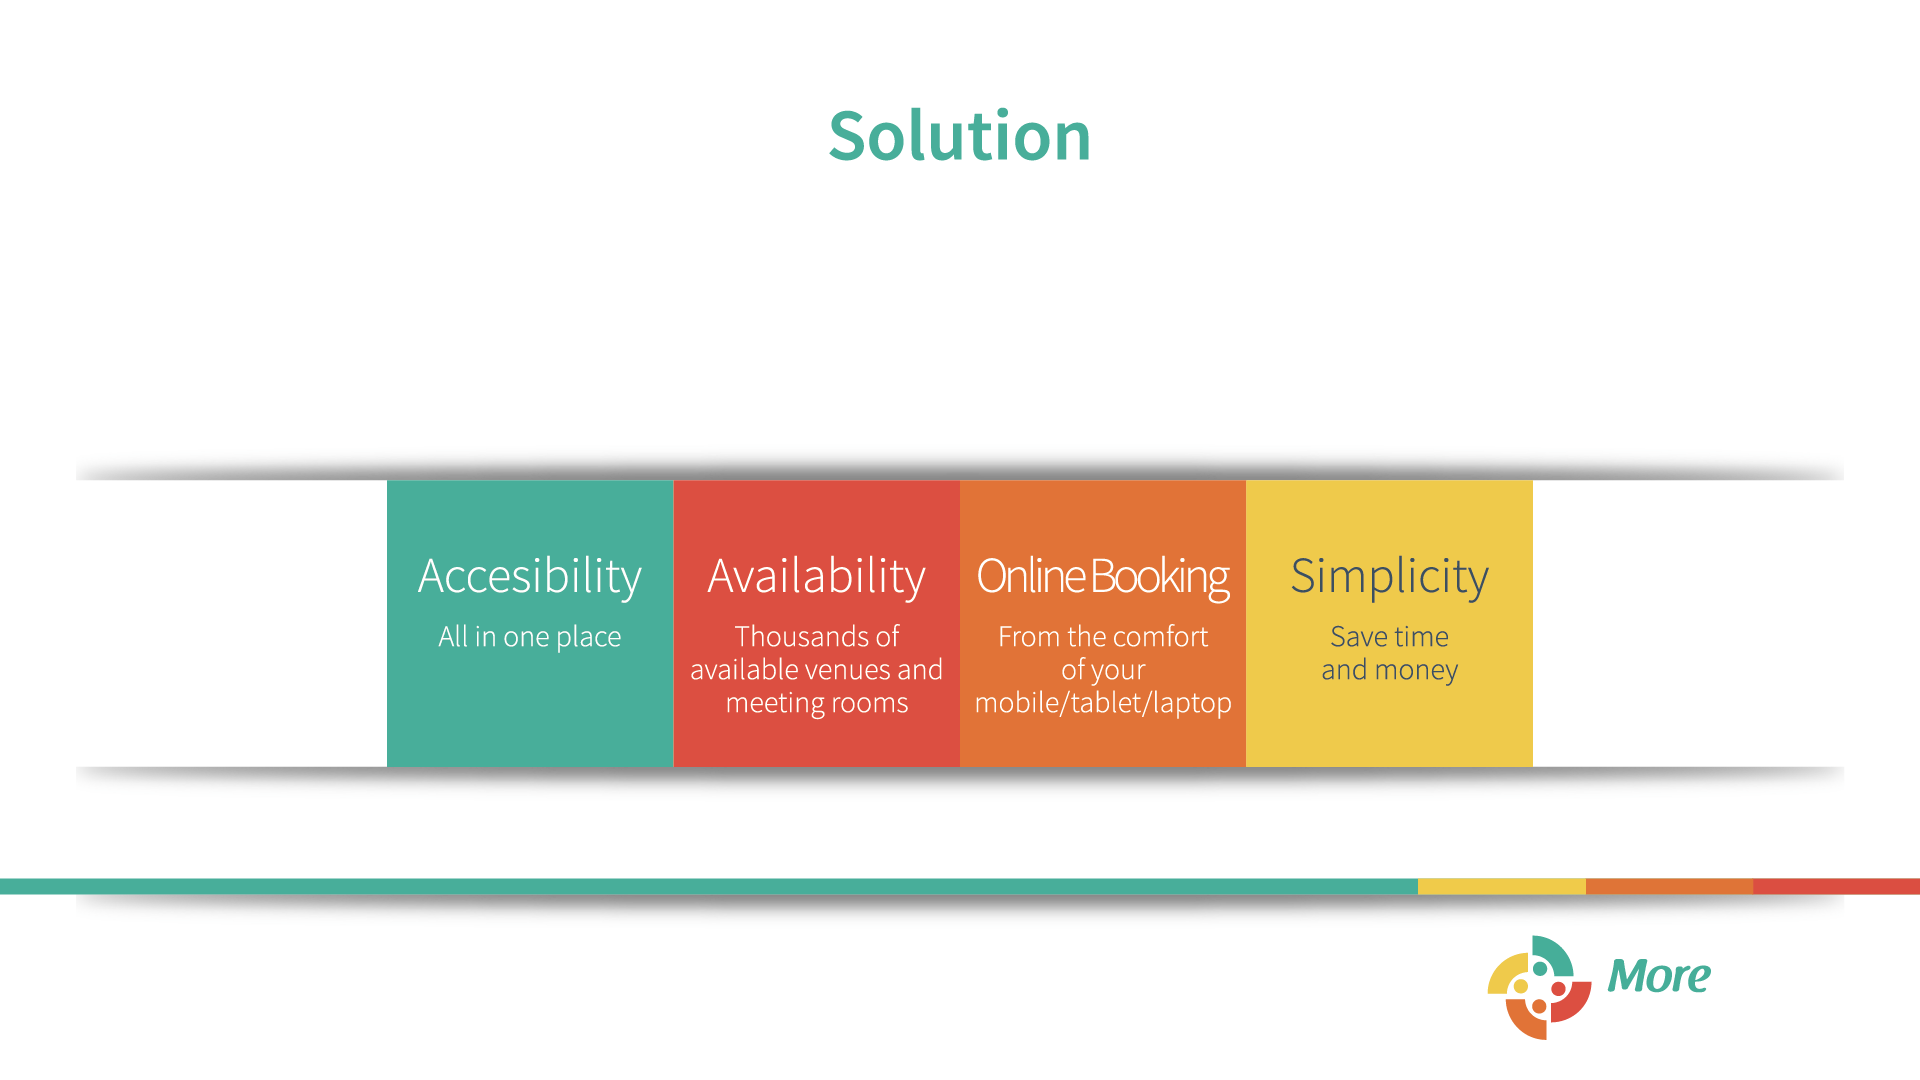 Solution
Accesibility
All in one place
Availability
Thousands of
available venues and
meeting rooms
Online Booking
From the comfort
of your
mobile/tablet/laptop
Simplicity
Save time
and money
More